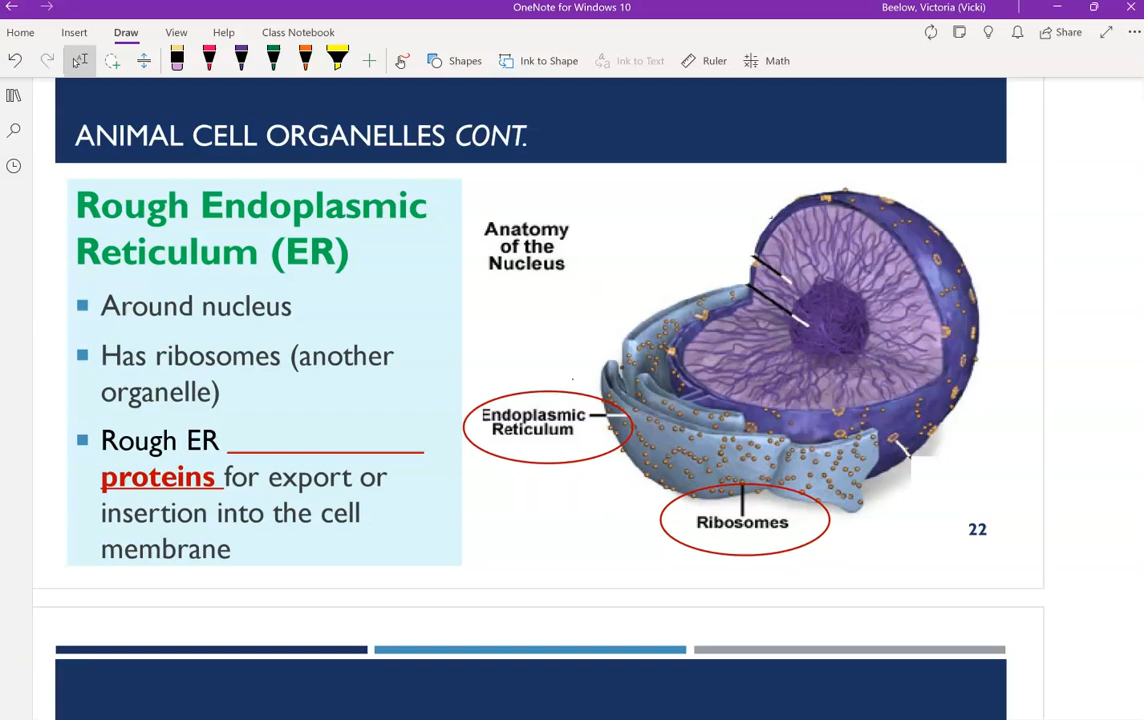 OneNote for Windows 10
Beelow, Victoria (Vicki)
Home Insert Draw View Help Class Notebook
Share
Shapes Ink to Shape Ink to Text Ruler Math
ANIMAL CELL ORGANELLES CONT.
Rough Endoplasmic
Reticulum (ER)
Around nucleus
Has ribosomes (another
organelle)
Rough ER
proteins for export or
insertion into the cell
membrane
Anatomy
of the
Nucleus
Endoplasmic
Reticulum
Ribosomes
22